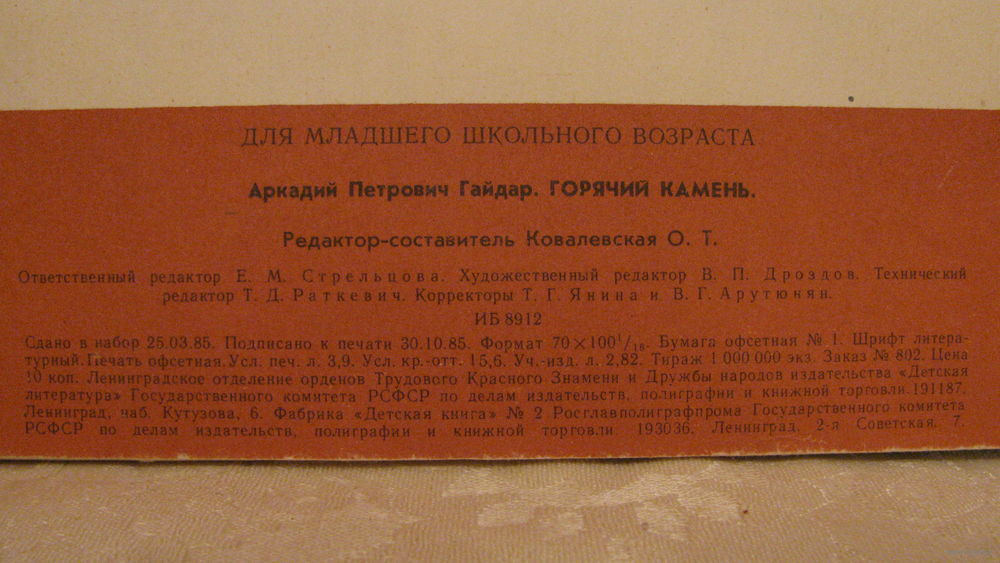 ДЛЯ МЛАДШЕГО ШКОЛЬНОГО ВОЗРАСТА
Аркадий Петрович Гайдар. ГОРЯЧИЙ КАМЕНЬ.
Редактор-составитель Ковалевская О. Т.
Ответственный редактор Е. М. Стрельцова. Художественный редактор В. П. Дроздов. Технический
редактор Т. Д. Раткевич. Корректоры Т. Г. Янина и В. Г. Арутюнян.
ИБ 8912
Сдано в набор 25.03.85. Подписано к печати 30.10.85. Формат 70×100 1/16. Бумага офсетная № 1. Шрифт литера-
турный. Печать офсетная. Усл. печ. л. 3,9. Усл. кр.-отт. 15,6. Уч.-изд. л. 2,82. Тираж 1 000 000 экз. Заказ № 802. Цена
коп. Ленинградское отделение орденов Трудового Красного Знамени и Дружбы народов издательства «Детская
литература» Государственного комитета РСФСР по делам издательств, полиграфии и книжной торговли. 191187.
Ленинград, наб. Кутузова, 6. Фабрика «Детская книга» № 2 Росглавполиграфпрома Государственного комитета
РСФСР по делам издательств, полиграфии и книжной торговли. 193036. Ленинград. 2-я Советская. 7.